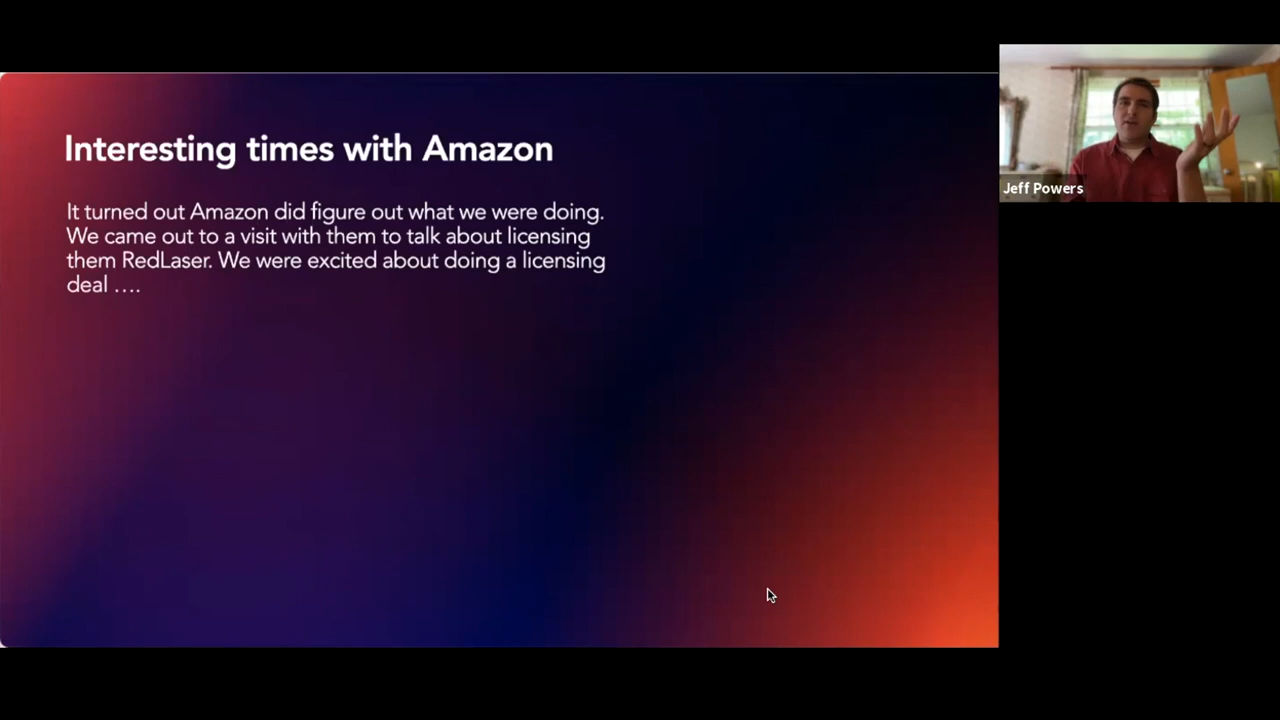 Interesting times with Amazon
It turned out Amazon did figure out what we were doing.
We came out to a visit with them to talk about licensing
them RedLaser. We were excited about doing a licensing
deal ….
Jeff Powers